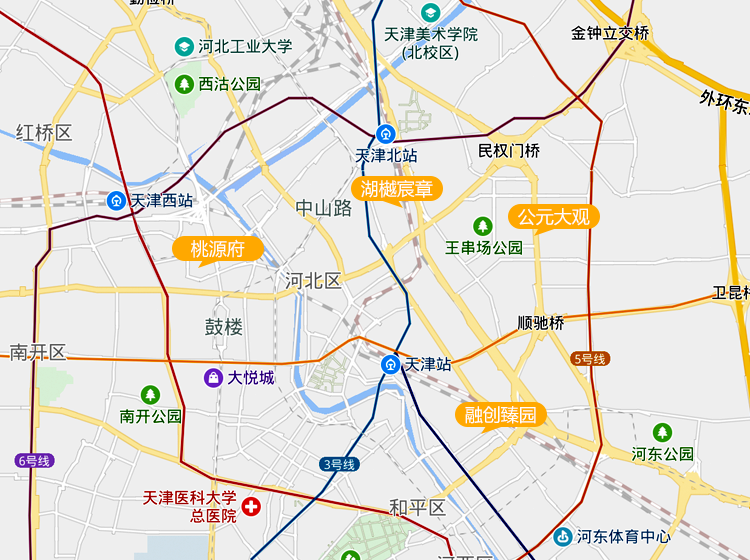 勤俭桥
河北工业大学
天津美术学院
(北校区)
金钟立交桥
西沽公园
外环东
红桥区
天津北站
民权门桥
湖樾宸章
天津西站
中山路
公元大观
王串场公园
桃源府
河北区
卫昆桥
鼓楼
顺驰桥
南开区
天津站
5号线
大悦城
南开公园
融创臻园
河东公园
6号线
3号线
天津医科大学
总医院
和平区
河东体育中心
河西区